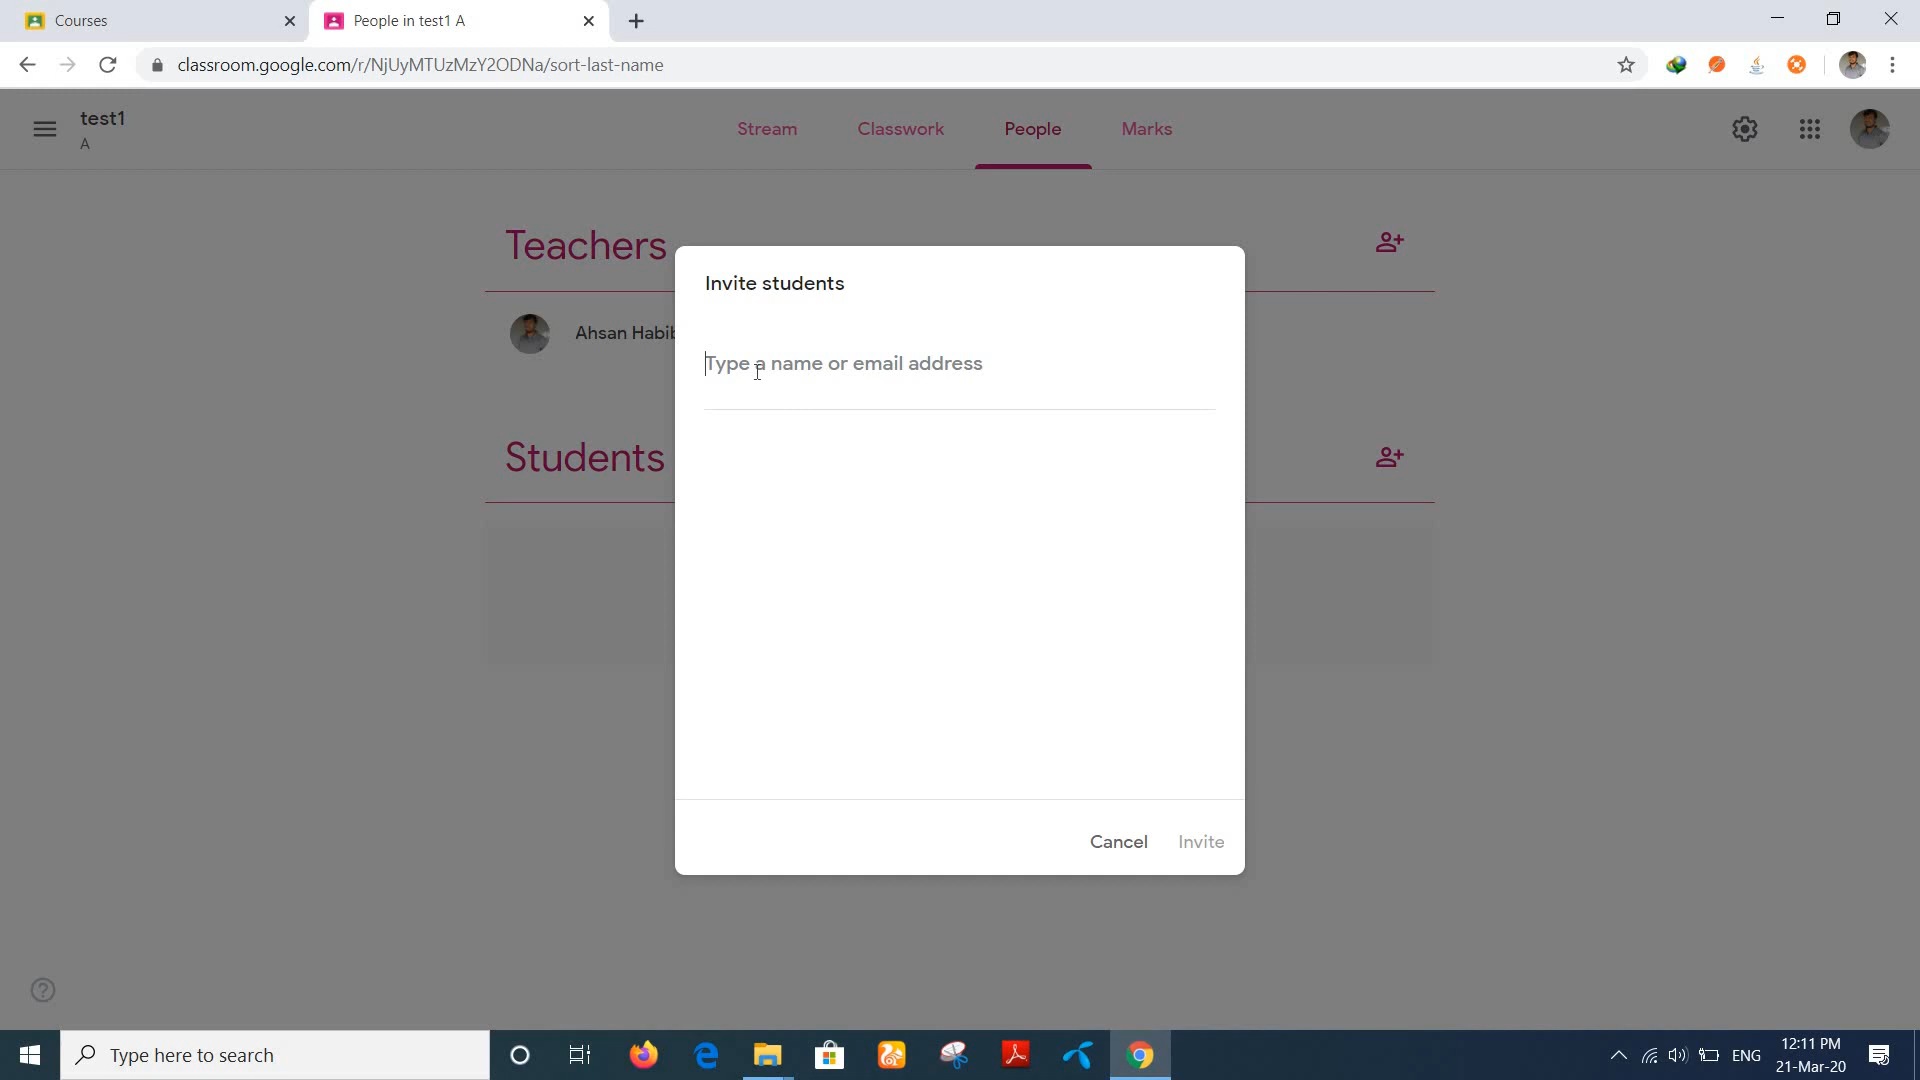 Courses
People in test1 A
classroom.google.com/r/NjUyMTUzMzY2ODNa/sort-last-name
test1
A
Stream
Classwork
People
Marks
Teachers
Ahsan Habib
Invite students
Type a name or email address
Students
Cancel
Invite
Type here to search
ENG
12:11 PM
21-Mar-20